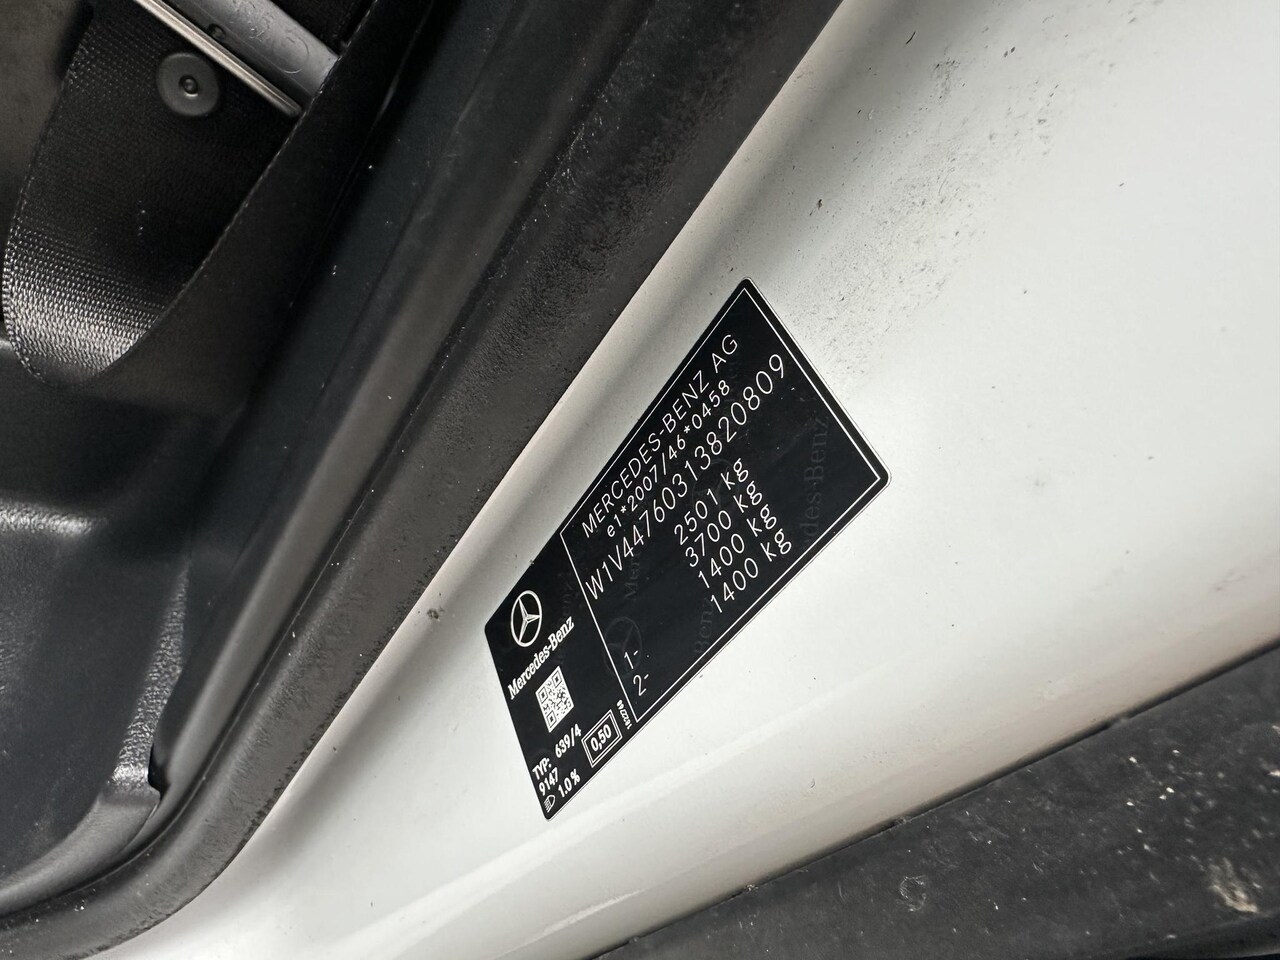 MERCEDES-BENZ AG
e1*2007/46*0458
W1V44760313820809
2501 kg
3700 kg
1- 1400 kg
2- 1400 kg
Mercedes-Benz
TYP: 639/4
9147
1.0%
0,50